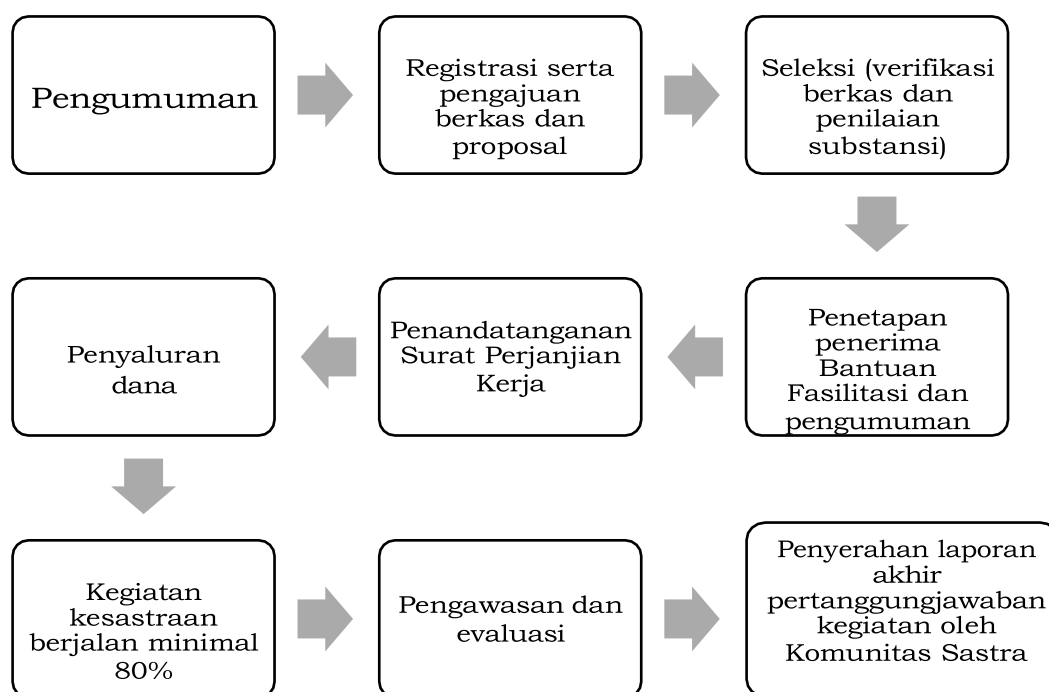 Pengumuman
Registrasi serta
pengajuan
berkas dan
proposal
Seleksi (verifikasi
berkas dan
penilaian
substansi)
Penetapan
penerima
Bantuan
Fasilitasi dan
pengumuman
Penandatanganan
Surat Perjanjian
Kerja
Penyaluran
dana
Kegiatan
kesastraan
berjalan minimal
80%
Pengawasan dan
evaluasi
Penyerahan laporan
akhir
pertanggungjawaban
kegiatan oleh
Komunitas Sastra